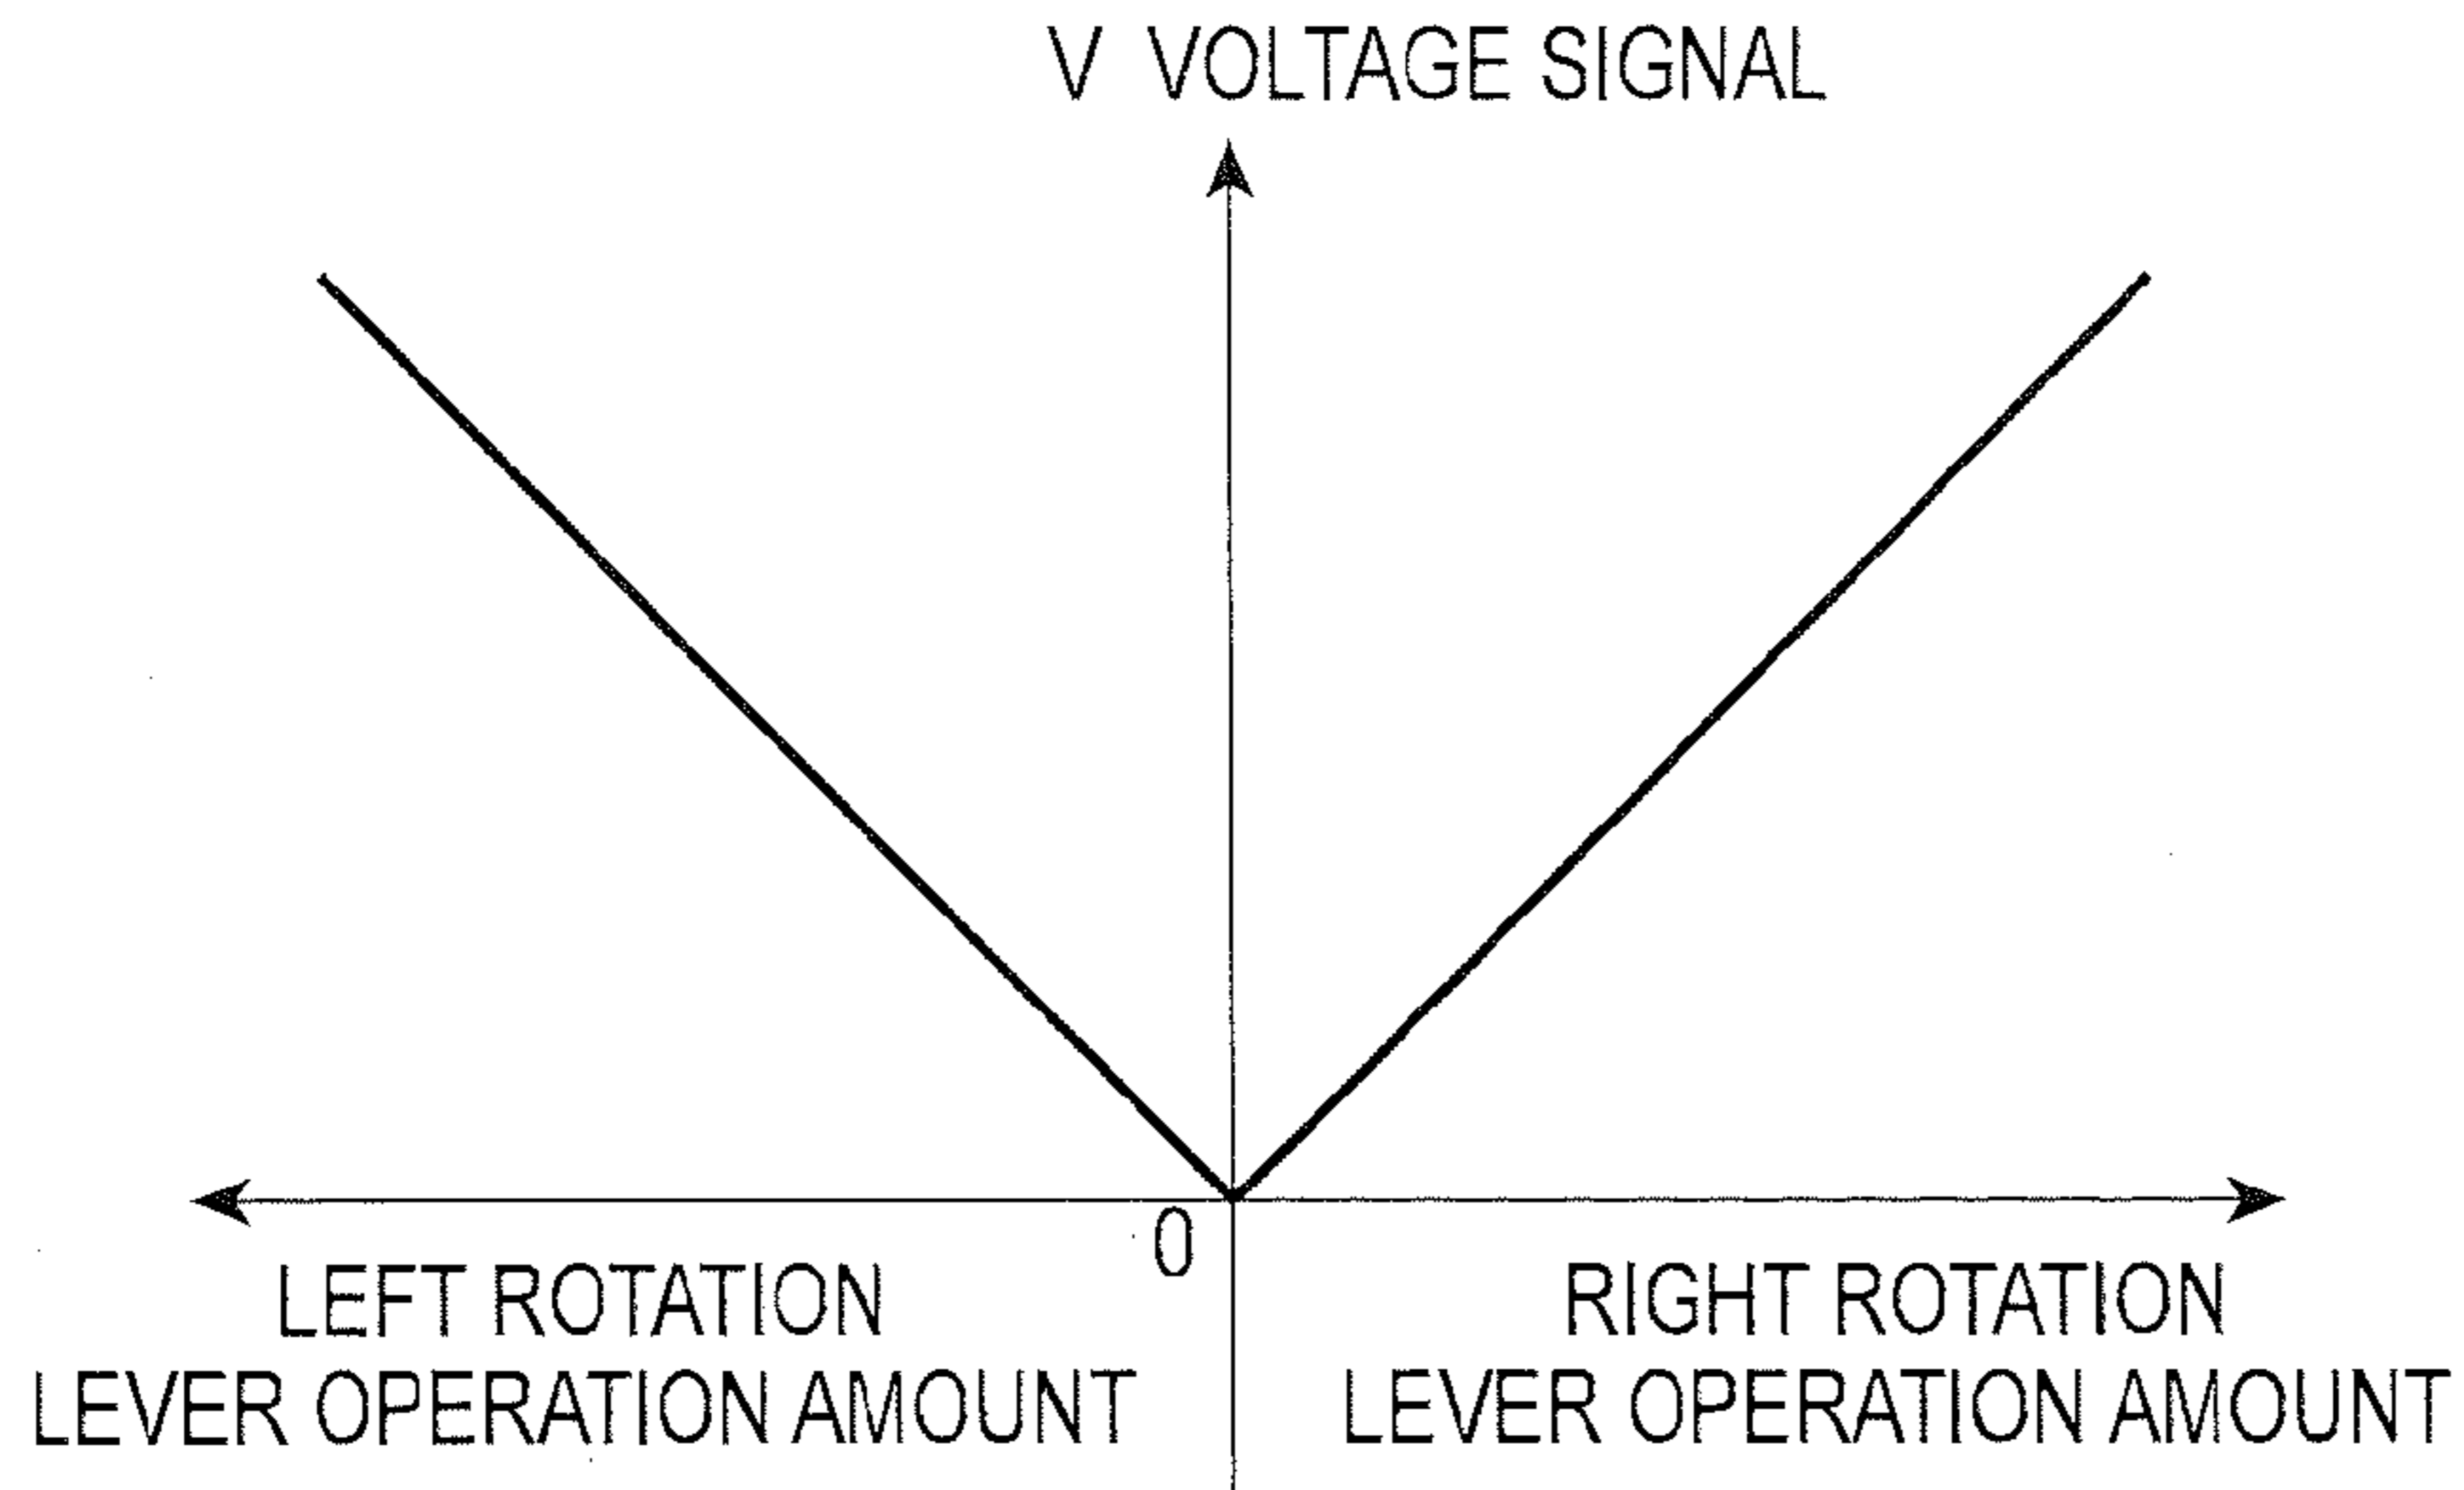 V VOLTAGE SIGNAL
0
LEFT ROTATION
LEVER OPERATION AMOUNT
RIGHT ROTATION
LEVER OPERATION AMOUNT